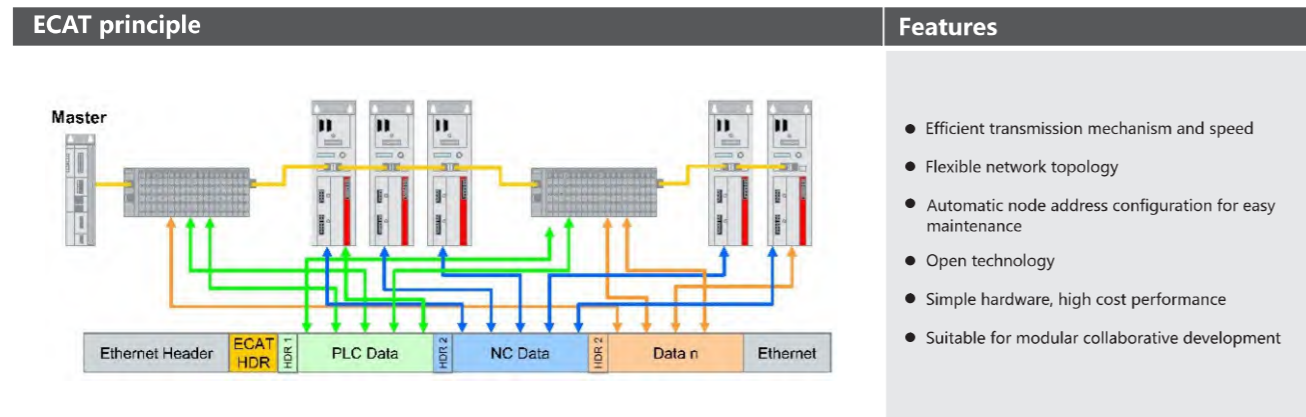 ECAT principle
Features
Master
Efficient transmission mechanism and speed
Flexible network topology
Automatic node address configuration for easy
maintenance
Open technology
Simple hardware, high cost performance
Suitable for modular collaborative development
Ethernet Header
ECAT
HDR
HDR 1
PLC Data
HDR 2
NC Data
HDR 2
Data n
Ethernet